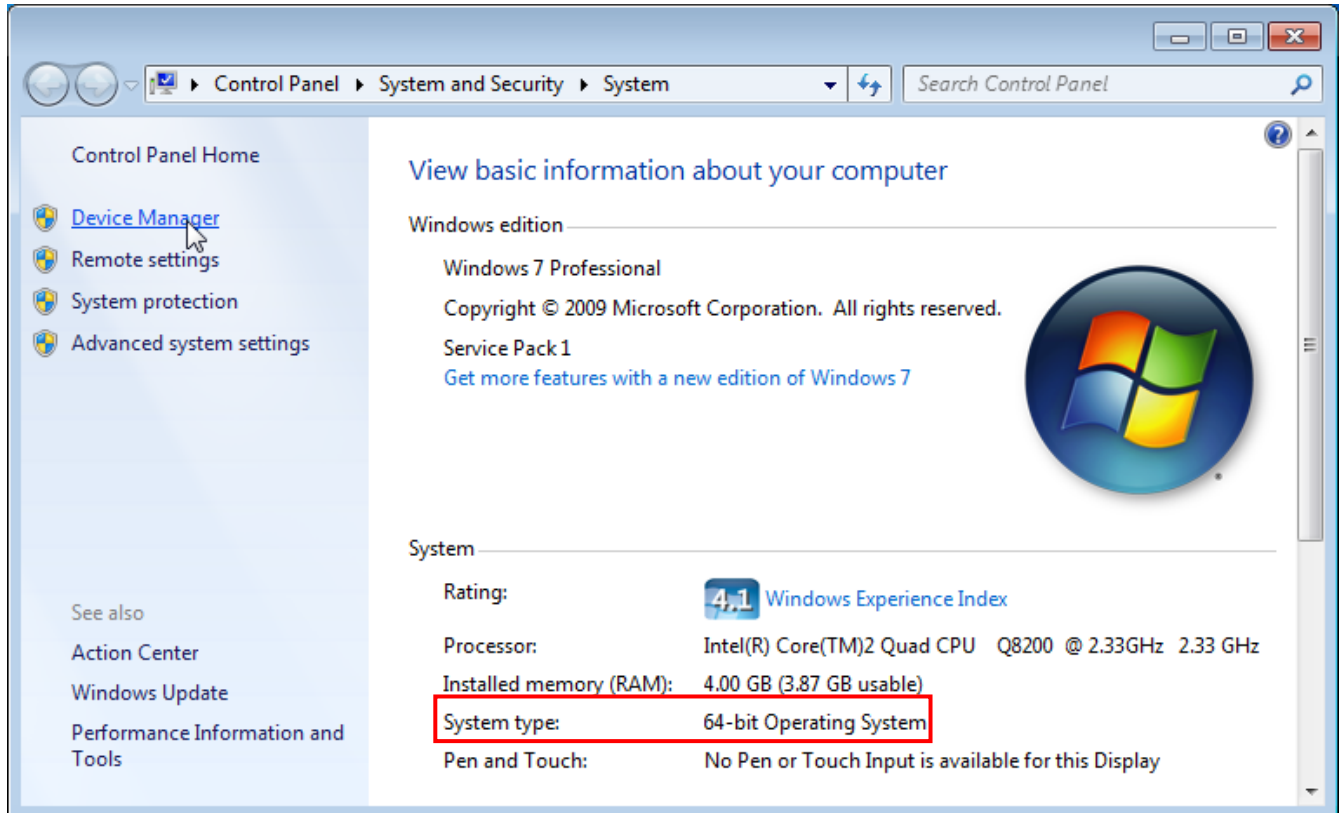 Control Panel System and Security System
Search Control Panel
Control Panel Home
Device Manager
Remote settings
System protection
Advanced system settings
See also
Action Center
Windows Update
Performance Information and
Tools
View basic information about your computer
Windows edition
Windows 7 Professional
Copyright © 2009 Microsoft Corporation. All rights reserved.
Service Pack 1
Get more features with a new edition of Windows 7
System
Rating: 4.1 Windows Experience Index
Processor: Intel(R) Core(TM)2 Quad CPU Q8200 @ 2.33GHz 2.33 GHz
Installed memory (RAM): 4.00 GB (3.87 GB usable)
System type: 64-bit Operating System
Pen and Touch: No Pen or Touch Input is available for this Display